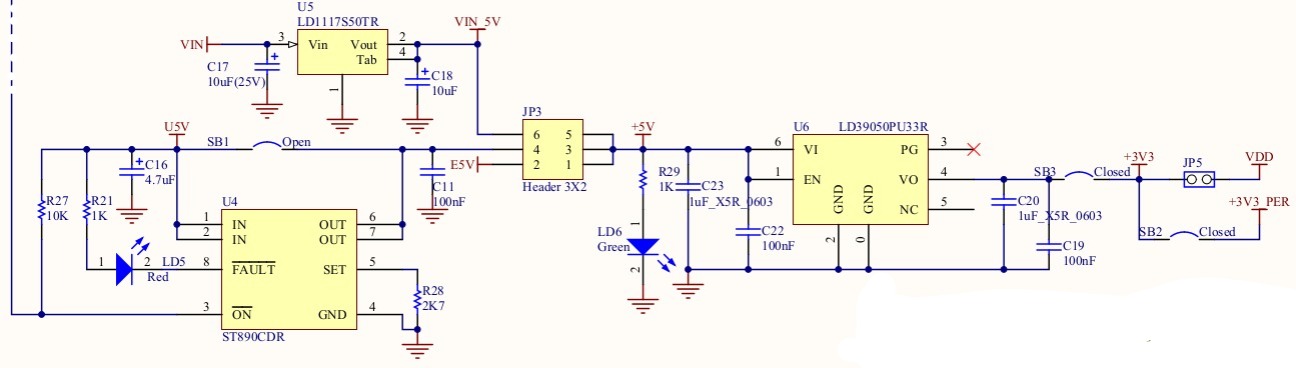 U5
LD1117S50TR
VIN
3
Vin
Vout
2
Tab
4
1
C17
10uF(25V)
+
C18
10uF
+
VIN_5V
JP3
6 5
4 3
2 1
Header 3X2
E5V
U5V
SB1
Open
C16
4.7uF
+
C11
100nF
R27
10K
R21
1K
1
2
LD5
Red
U4
1
IN
OUT
6
2
IN
OUT
7
8
FAULT
SET
5
3
ON
GND
4
ST890CDR
R28
2K7
+5V
R29
1K
C23
1uF_X5R_0603
C22
100nF
LD6
Green
1
2
U6
LD39050PU33R
6
VI
PG
3
1
EN
VO
4
NC
5
GND
GND
2
0
SB3
Closed
C20
1uF_X5R_0603
C19
100nF
+3V3
JP5
VDD
+3V3_PER
SB2
Closed